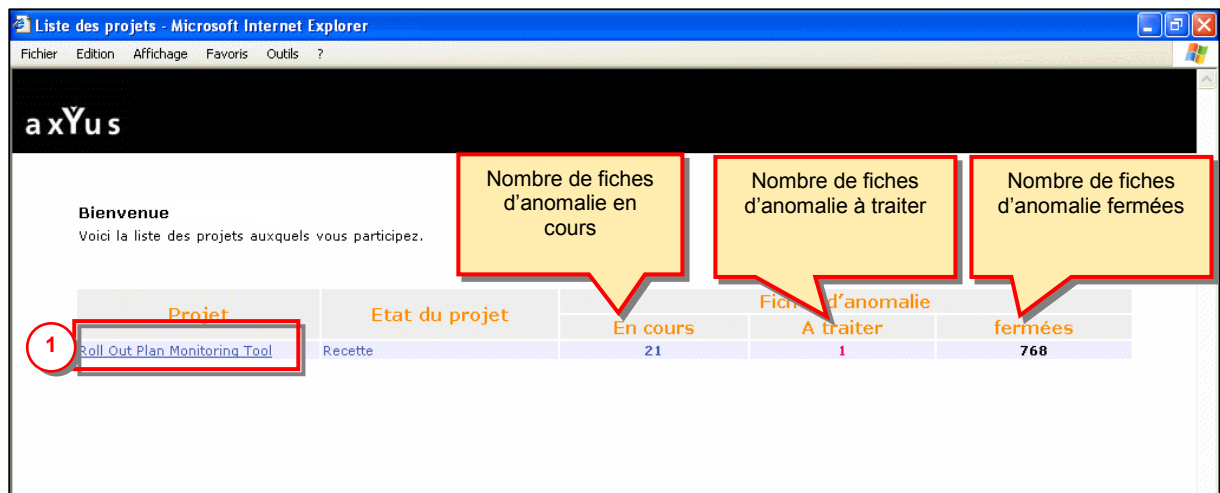 Liste des projets - Microsoft Internet Explorer
Fichier Edition Affichage Favoris Outils ?
axÿus
Nombre de fiches
d’anomalie en
cours
Nombre de fiches
d’anomalie à traiter
Nombre de fiches
d’anomalie fermées
Bienvenue
Voici la liste des projets auxquels vous participez.
Projet Etat du projet d’anomalie
En cours A traiter fermées
1 Roll Out Plan Monitoring Tool Recette 21 1 768